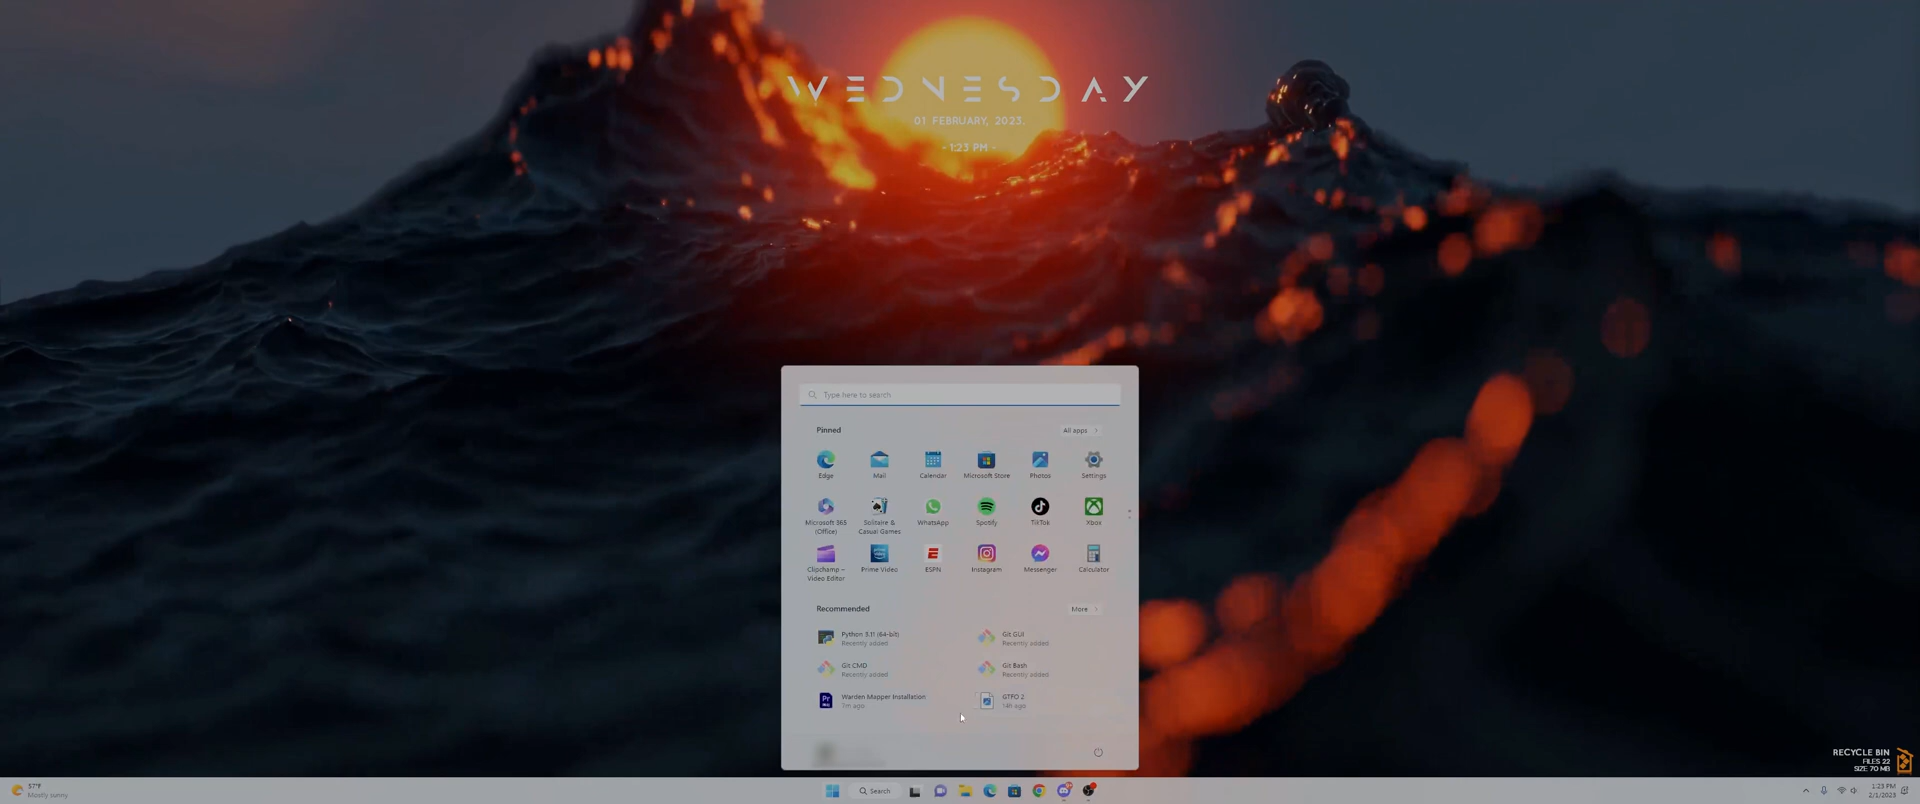 WEDNESDAY
01 FEBRUARY, 2023.
- 1:23 PM -
Type here to search
Pinned
All apps
Edge
Mail
Calendar
Microsoft Store
Photos
Settings
Microsoft 365
(Office)
Solitaire &
Casual Games
WhatsApp
Spotify
TikTok
Xbox
Clipchamp –
Video Editor
Prime Video
ESPN
Instagram
Messenger
Calculator
Recommended
More
Python 3.11 (64-bit)
Recently added
Git GUI
Recently added
Git CMD
Recently added
Git Bash
Recently added
Warden Mapper Installation
7m ago
GTFO 2
14h ago
RECYCLE BIN
FILES 22
SIZE 70 MB
57°F
Mostly sunny
Search
1:23 PM
2/1/2023